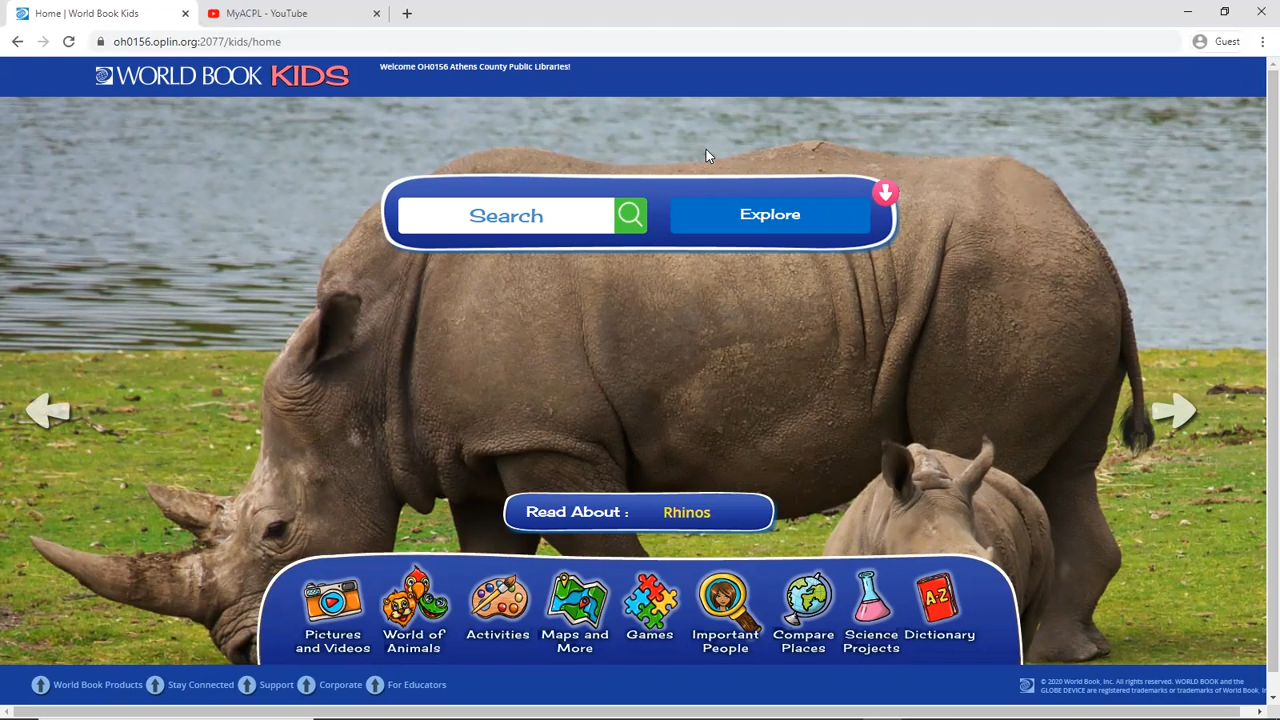 Home | World Book Kids
MyACPL - YouTube
oh0156.oplin.org:2077/kids/home
Guest
WORLD BOOK KIDS
Welcome OH0156 Athens County Public Libraries!
Search
Explore
Read About : Rhinos
Pictures and Videos
World of Animals
Activities
Maps and More
Games
Important People
Compare Places
Science Projects
A-Z
Dictionary
World Book Products
Stay Connected
Support
Corporate
For Educators
© 2020 World Book, Inc. All rights reserved. WORLD BOOK and the
GLOBE DEVICE are registered trademarks or trademarks of World Book,